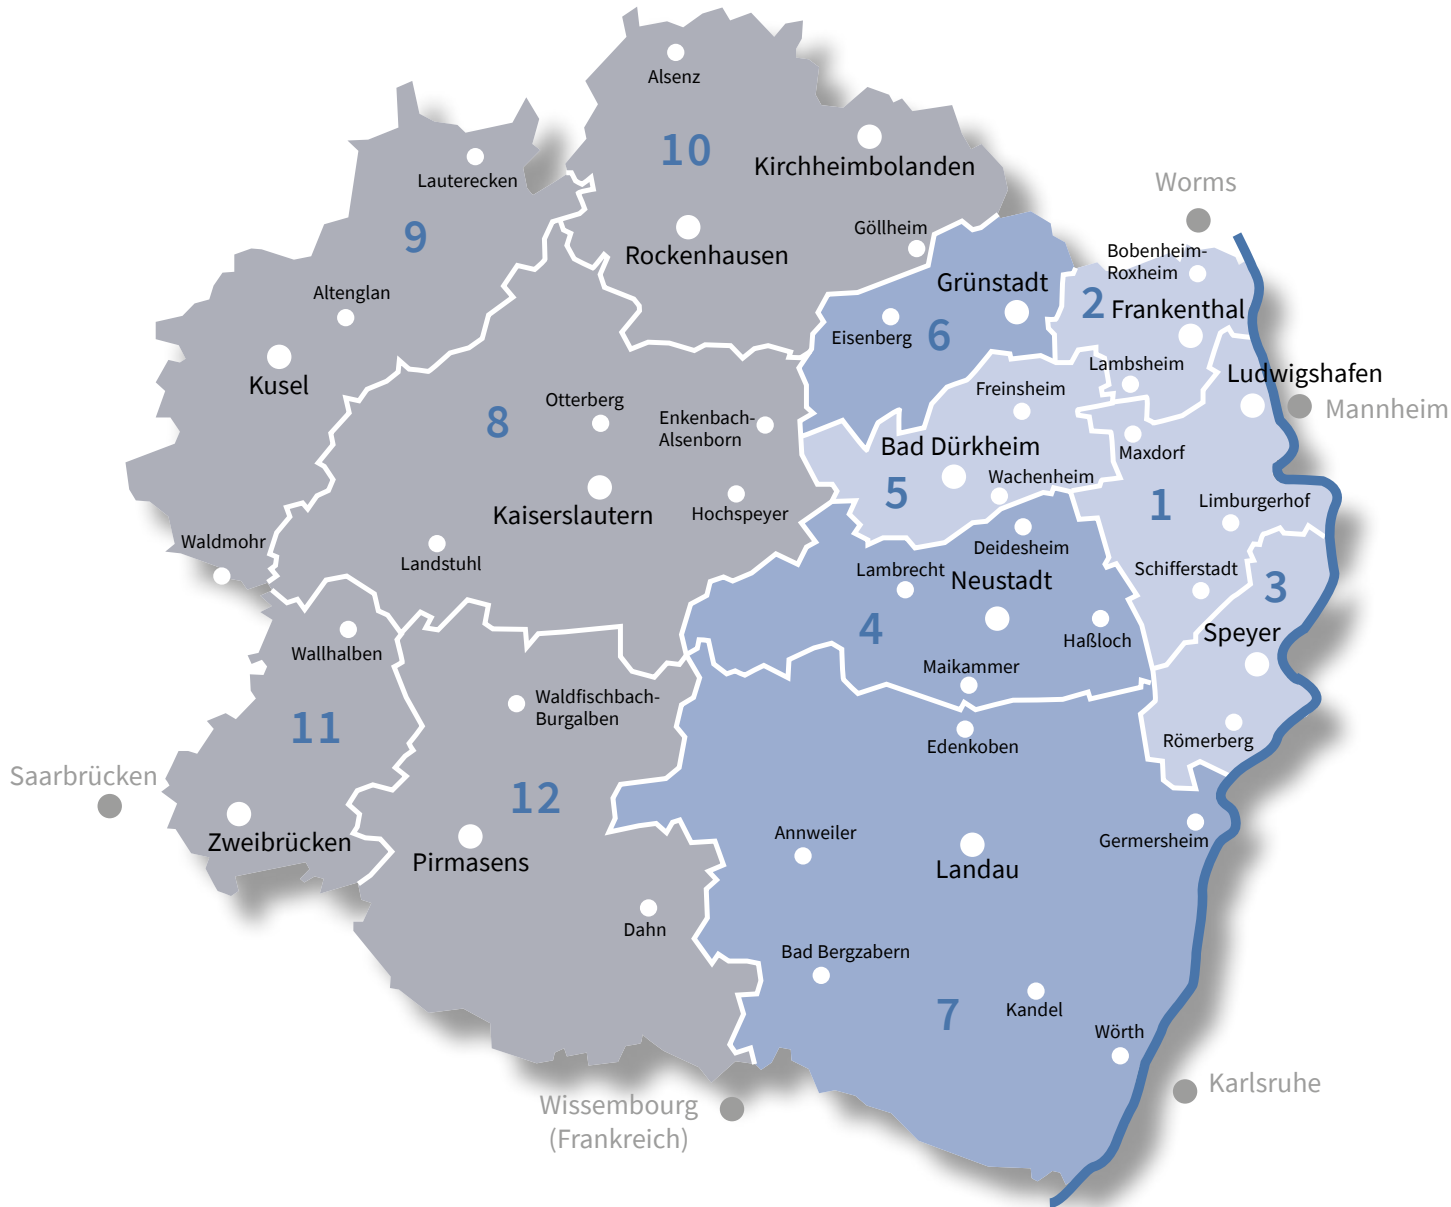 Alsenz
10
Kirchheimbolanden
Lauterecken
Worms
9
Göllheim
Rockenhausen
Bobenheim-
Roxheim
Grünstadt
Altenglan
2
Frankenthal
Eisenberg
6
Kusel
Lambsheim
Ludwigshafen
Freinsheim
Mannheim
Otterberg
8
Enkenbach-
Alsenborn
Bad Dürkheim
Maxdorf
Wachenheim
5
1
Limburgerhof
Kaiserslautern
Hochspeyer
Waldmohr
Deidesheim
Landstuhl
Lambrecht
Neustadt
Schifferstadt
3
4
Speyer
Haßloch
Wallhalben
Maikammer
Waldfischbach-
Burgalben
11
Edenkoben
Römerberg
Saarbrücken
12
Zweibrücken
Annweiler
Germersheim
Pirmasens
Landau
Dahn
Bad Bergzabern
7
Kandel
Wörth
Karlsruhe
Wissembourg
(Frankreich)